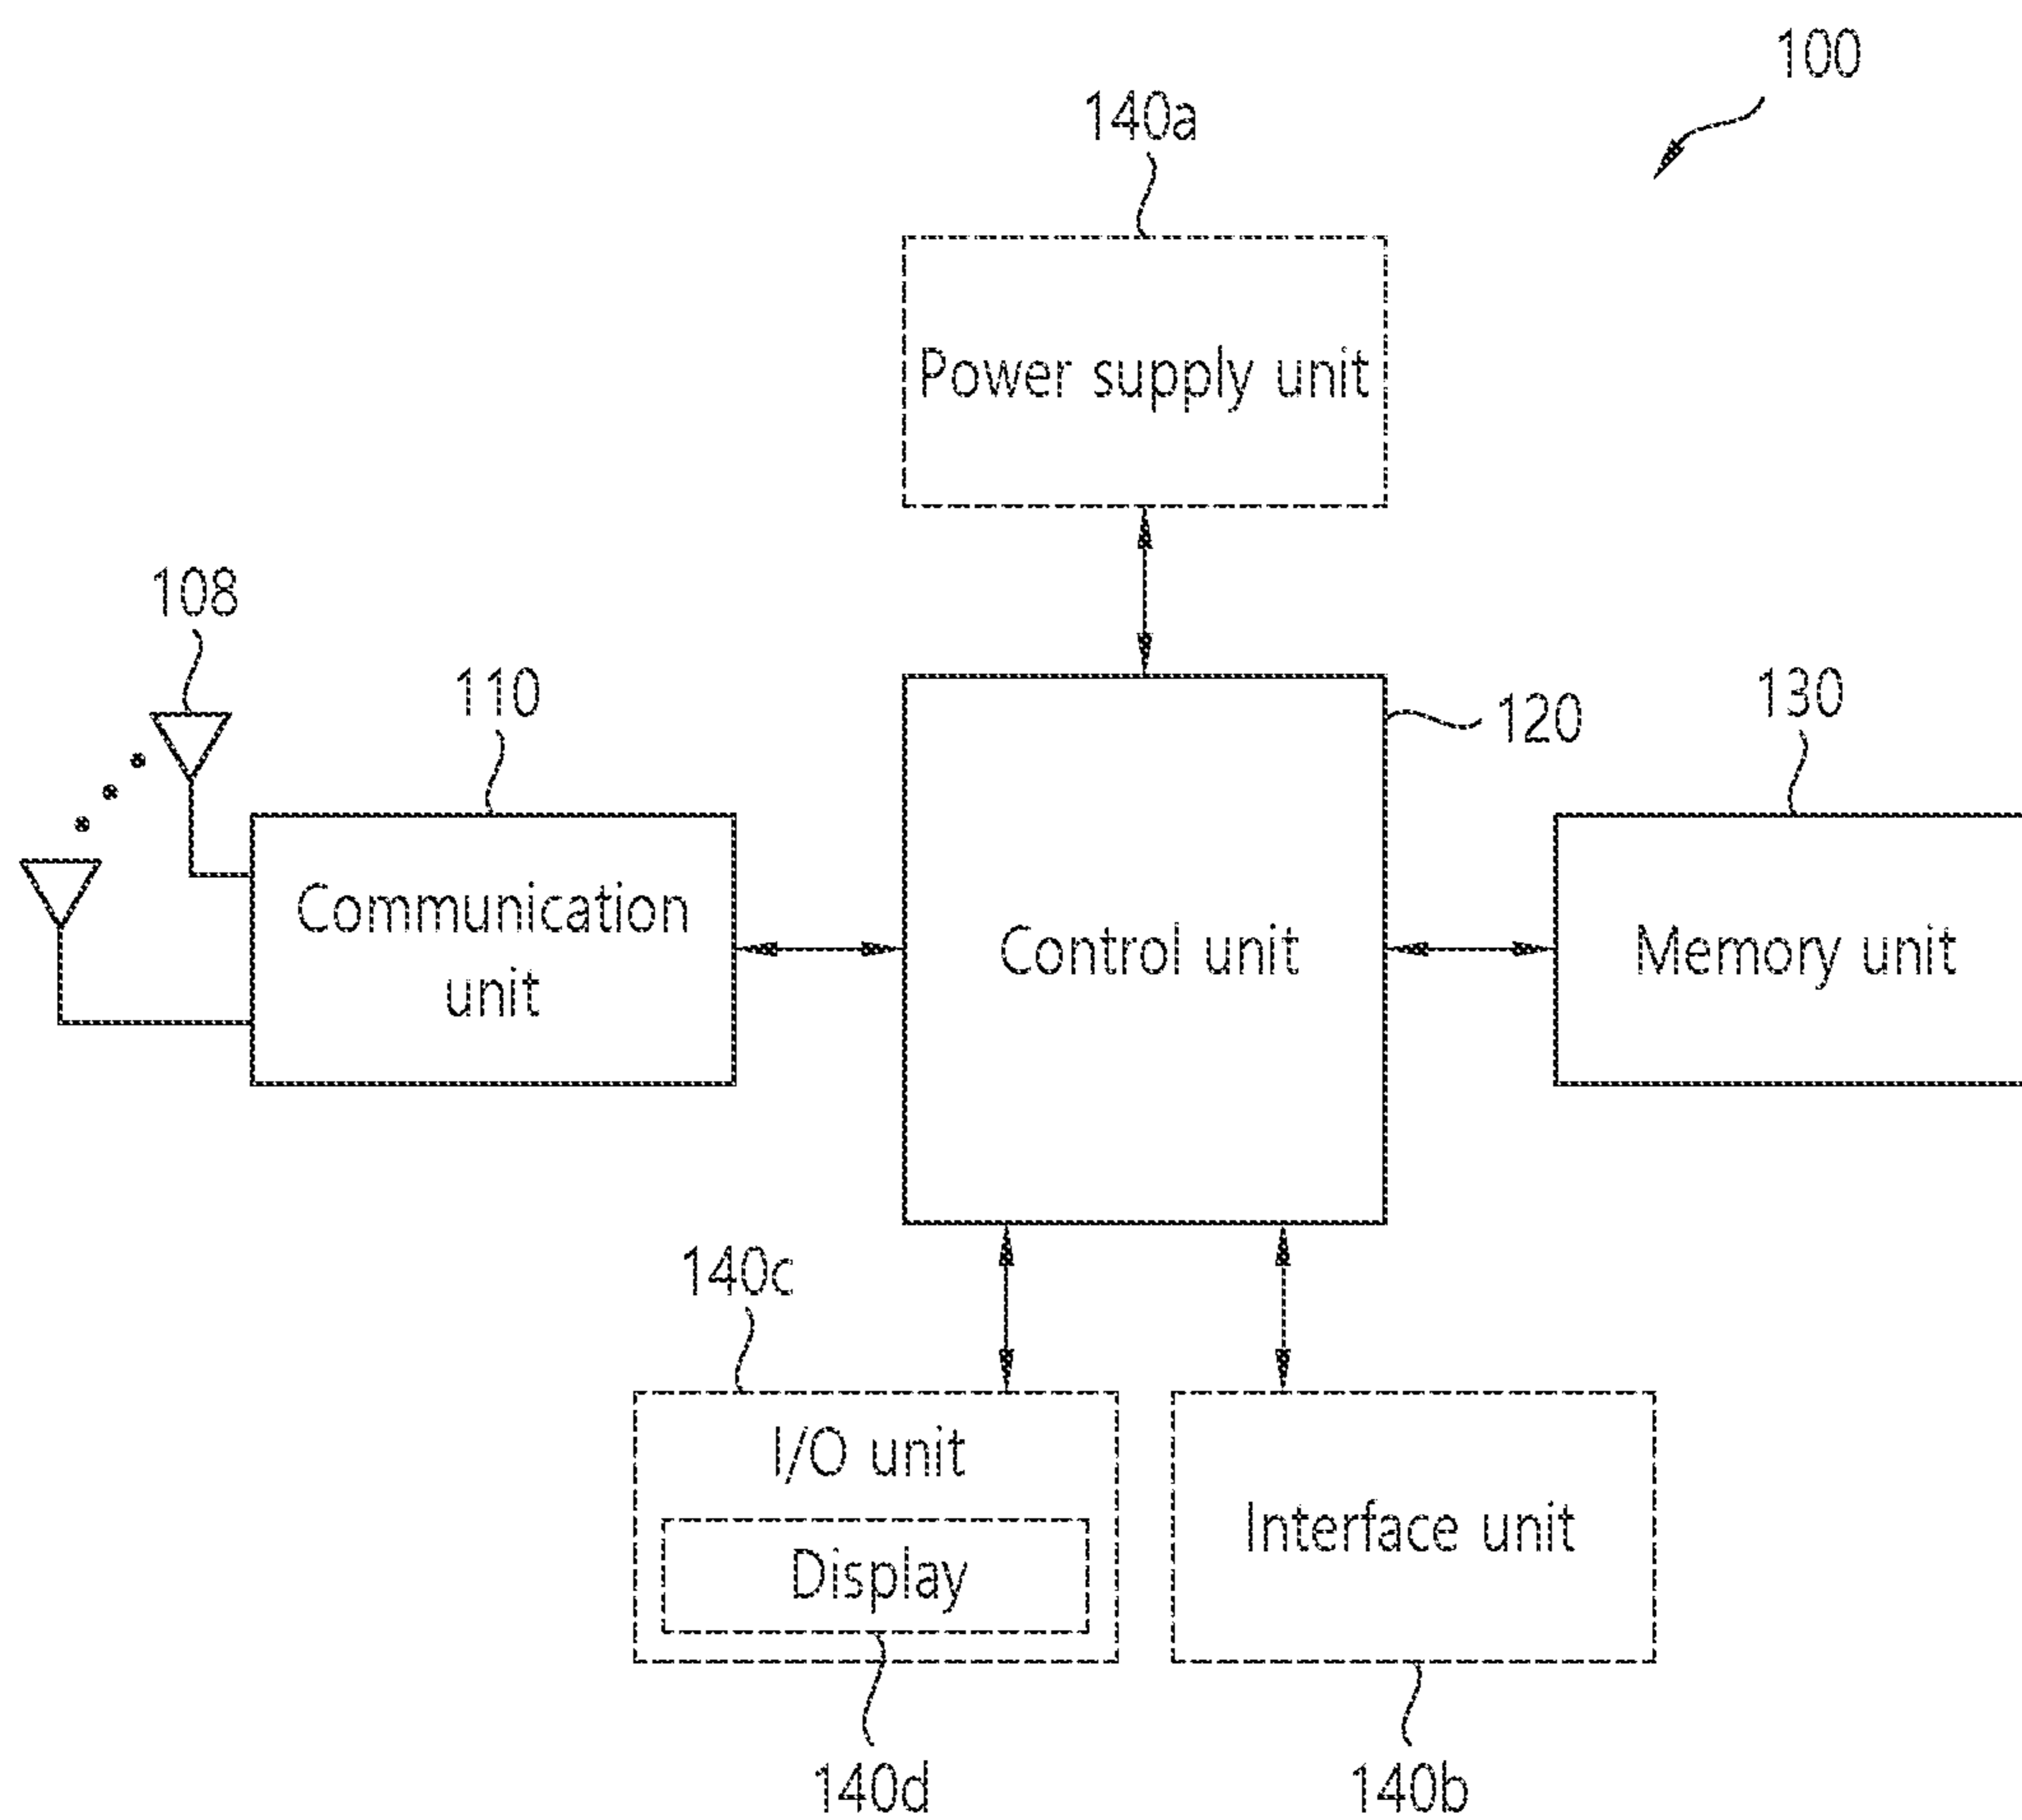 100
140a
Power supply unit
108
110
120
130
Communication
unit
Control unit
Memory unit
140c
I/O unit
Display
Interface unit
140d
140b